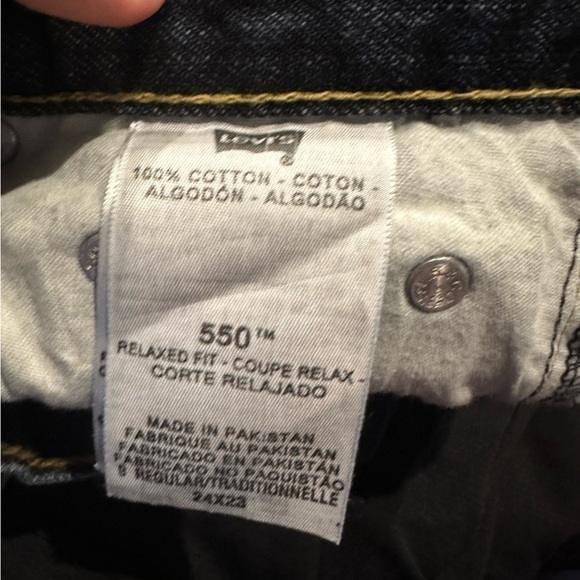 LEVI'S
®
100% COTTON - COTON -
ALGODÓN - ALGODÃO
550™
RELAXED FIT - COUPE RELAX -
CORTE RELAJADO
MADE IN PAKISTAN
FABRIQUE AU PAKISTAN
FABRICADO EN PAKISTÁN
FABRICADO NO PAQUISTÃO
REGULAR/TRADITIONNELLE
24X23